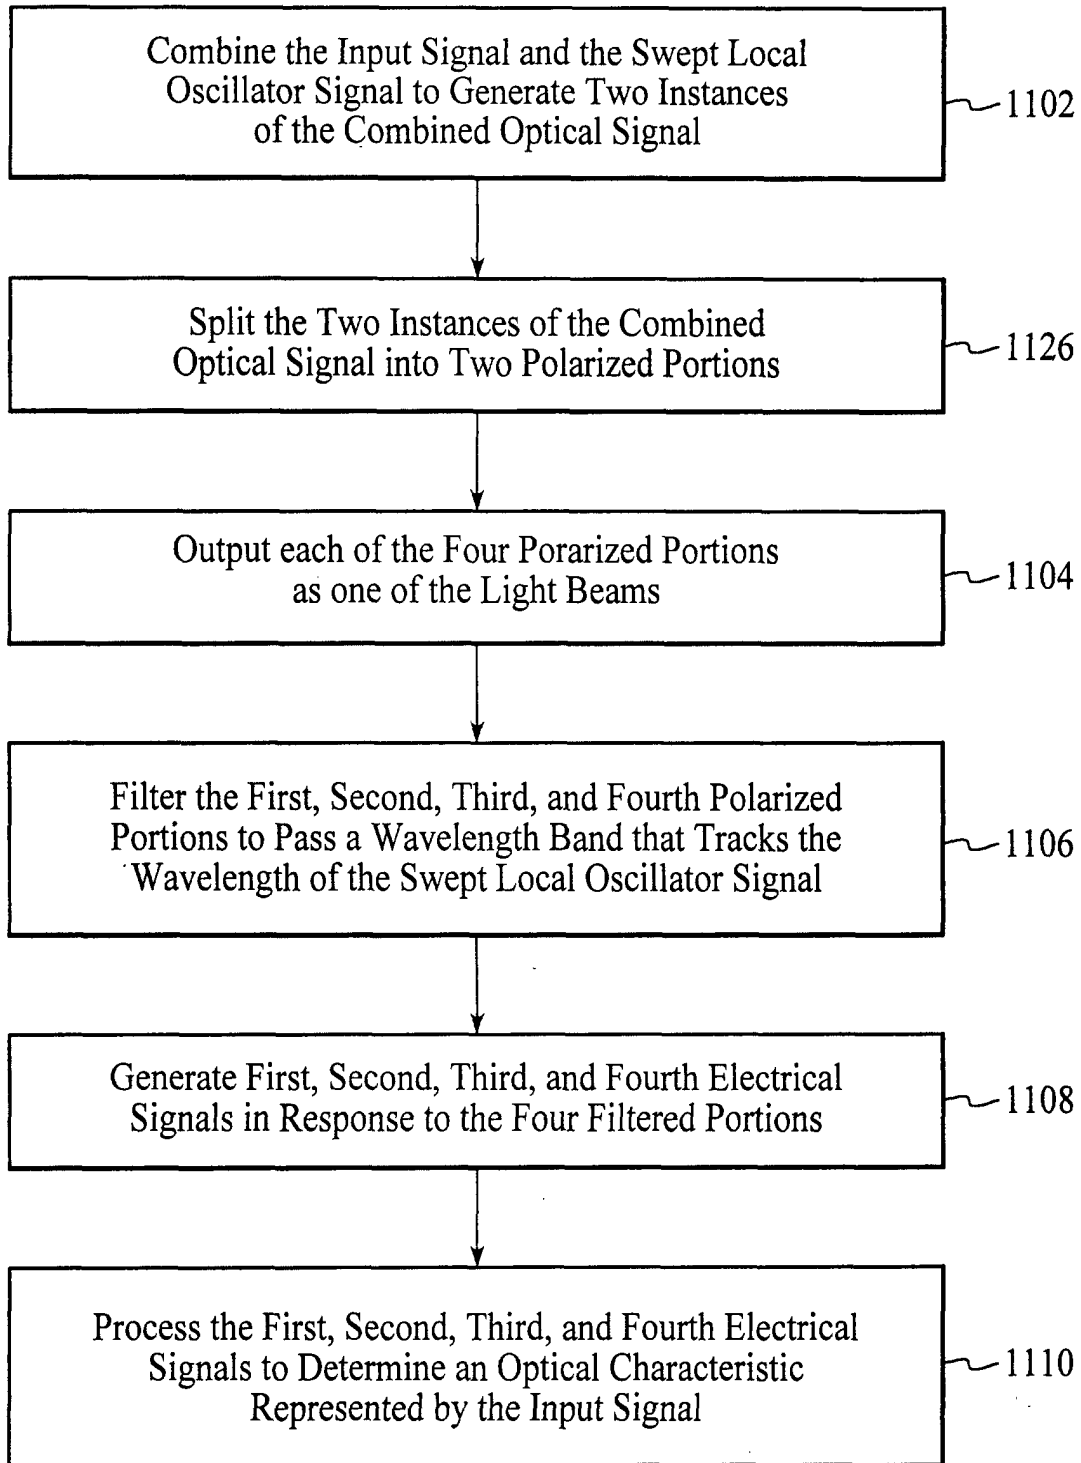 Combine the Input Signal and the Swept Local
Oscillator Signal to Generate Two Instances
of the Combined Optical Signal
1102
Split the Two Instances of the Combined
Optical Signal into Two Polarized Portions
1126
Output each of the Four Porarized Portions
as one of the Light Beams
1104
Filter the First, Second, Third, and Fourth Polarized
Portions to Pass a Wavelength Band that Tracks the
Wavelength of the Swept Local Oscillator Signal
1106
Generate First, Second, Third, and Fourth Electrical
Signals in Response to the Four Filtered Portions
1108
Process the First, Second, Third, and Fourth Electrical
Signals to Determine an Optical Characteristic
Represented by the Input Signal
1110